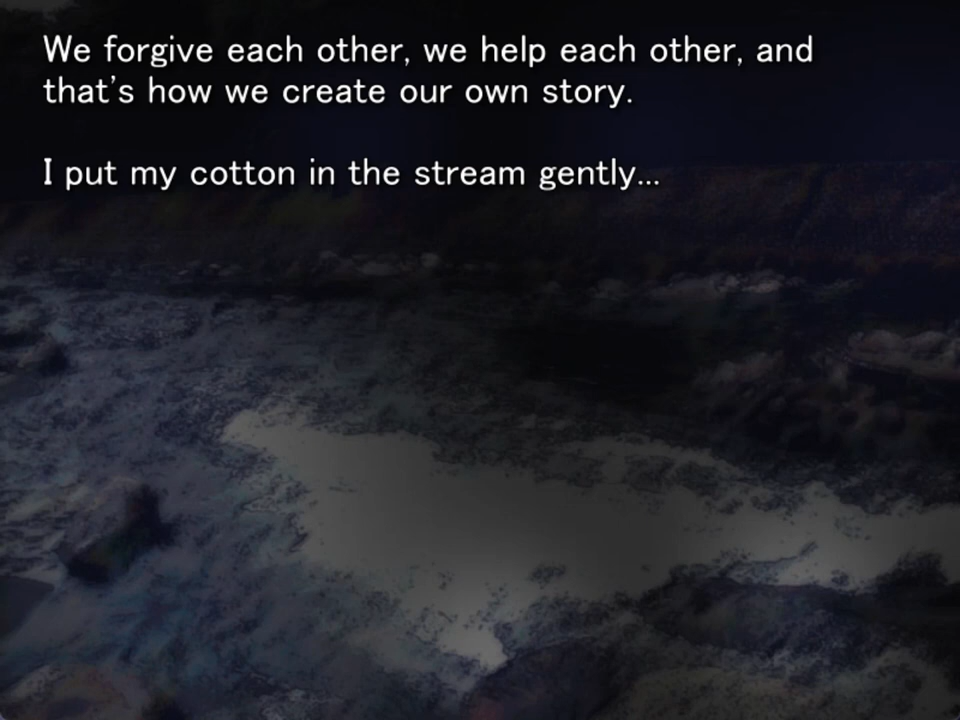 We forgive each other, we help each other, and
that's how we create our own story.
I put my cotton in the stream gently...